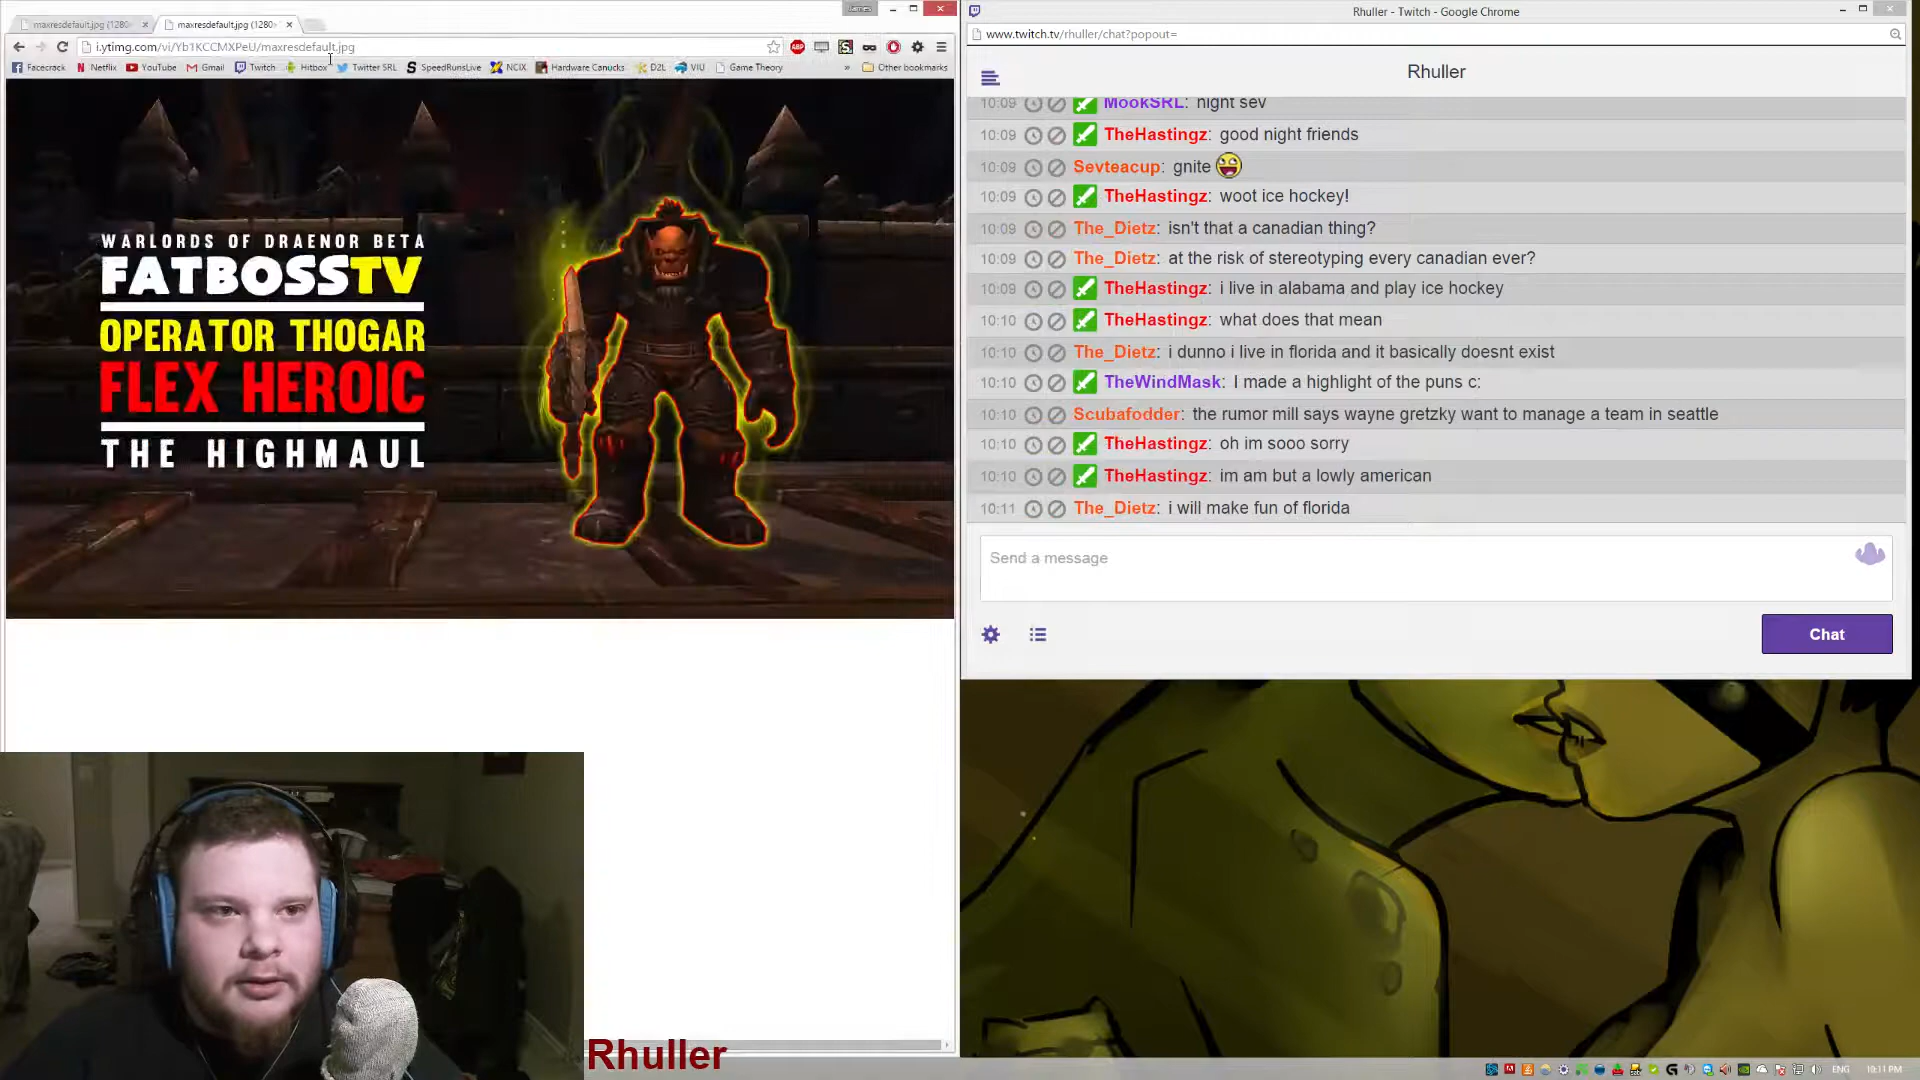 maxresdefault.jpg (1280×
maxresdefault.jpg (1280×
James
i.ytimg.com/vi/Yb1KCCMXPeU/maxresdefault.jpg
Facecrack Netflix YouTube Gmail Twitch Hitbox Twitter SRL SpeedRunsLive NCIX Hardware Canucks D2L VIU Game Theory » Other bookmarks
WARLORDS OF DRAENOR BETA
FATBOSSTV
OPERATOR THOGAR
FLEX HEROIC
THE HIGHMAUL
Rhuller
Rhuller - Twitch - Google Chrome
www.twitch.tv/rhuller/chat?popout=
Rhuller
10:09 MookSRL: night sev
10:09 TheHastingz: good night friends
10:09 Sevteacup: gnite
10:09 TheHastingz: woot ice hockey!
10:09 The_Dietz: isn't that a canadian thing?
10:09 The_Dietz: at the risk of stereotyping every canadian ever?
10:09 TheHastingz: i live in alabama and play ice hockey
10:10 TheHastingz: what does that mean
10:10 The_Dietz: i dunno i live in florida and it basically doesnt exist
10:10 TheWindMask: I made a highlight of the puns c:
10:10 Scubafodder: the rumor mill says wayne gretzky want to manage a team in seattle
10:10 TheHastingz: oh im sooo sorry
10:10 TheHastingz: im am but a lowly american
10:11 The_Dietz: i will make fun of florida
Send a message
Chat
ENG 10:11 PM